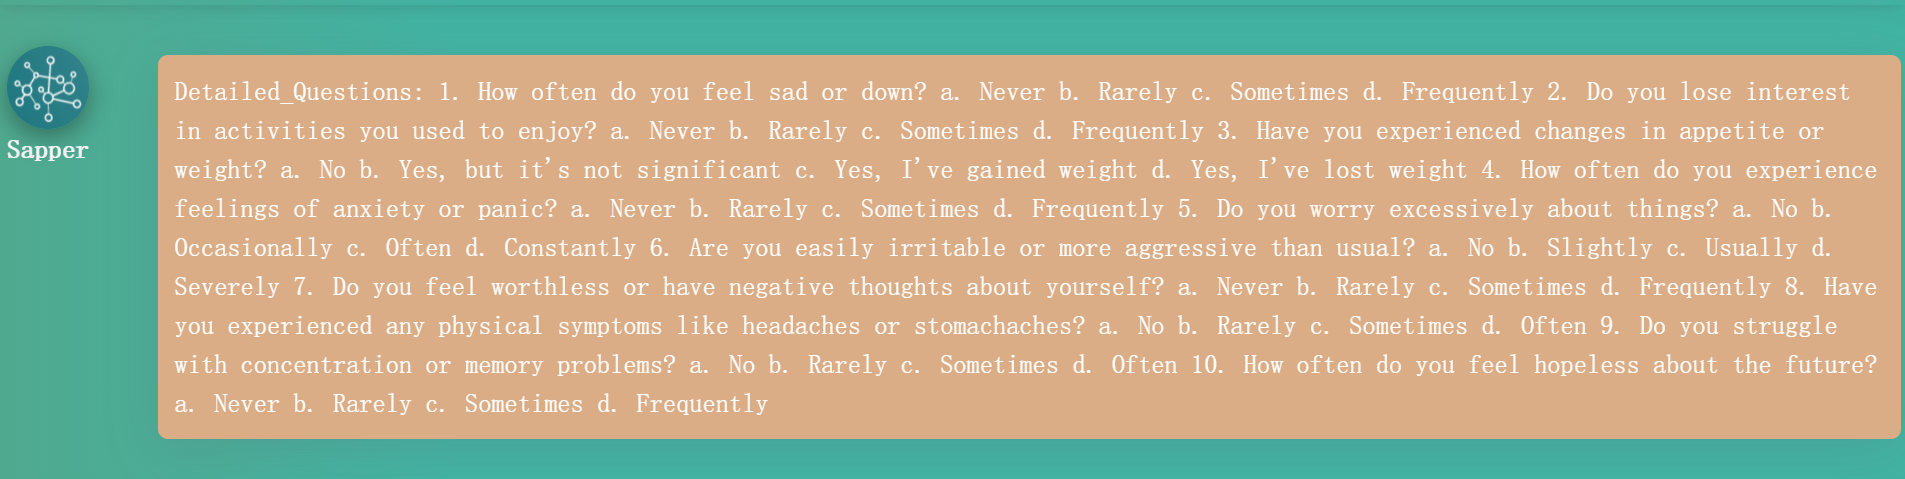 Sapper
Detailed_Questions: 1. How often do you feel sad or down? a. Never b. Rarely c. Sometimes d. Frequently 2. Do you lose interest
in activities you used to enjoy? a. Never b. Rarely c. Sometimes d. Frequently 3. Have you experienced changes in appetite or
weight? a. No b. Yes, but it's not significant c. Yes, I've gained weight d. Yes, I've lost weight 4. How often do you experience
feelings of anxiety or panic? a. Never b. Rarely c. Sometimes d. Frequently 5. Do you worry excessively about things? a. No b.
Occasionally c. Often d. Constantly 6. Are you easily irritable or more aggressive than usual? a. No b. Slightly c. Usually d.
Severely 7. Do you feel worthless or have negative thoughts about yourself? a. Never b. Rarely c. Sometimes d. Frequently 8. Have
you experienced any physical symptoms like headaches or stomachaches? a. No b. Rarely c. Sometimes d. Often 9. Do you struggle
with concentration or memory problems? a. No b. Rarely c. Sometimes d. Often 10. How often do you feel hopeless about the future?
a. Never b. Rarely c. Sometimes d. Frequently